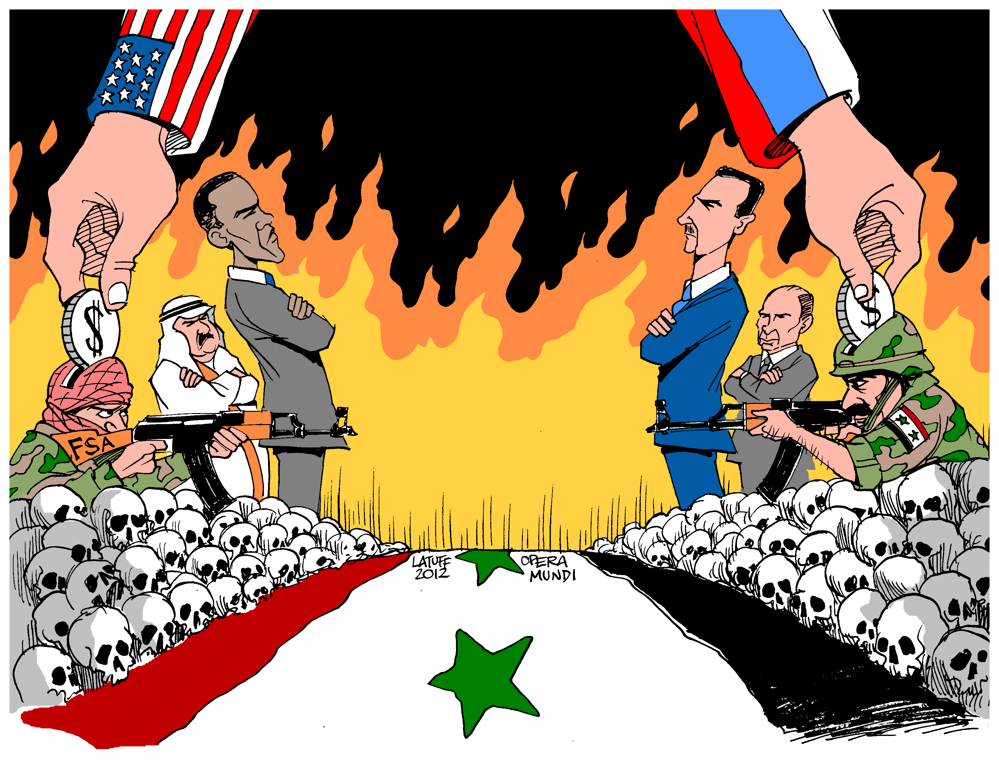 $
$
FSA
LATUFF
2012
OPERA
MUNDI